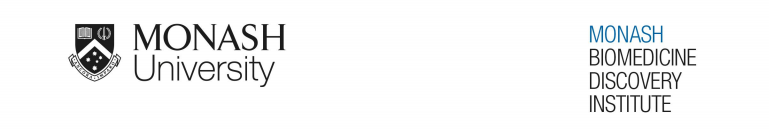 MONASH
University
MONASH
BIOMEDICINE
DISCOVERY
INSTITUTE